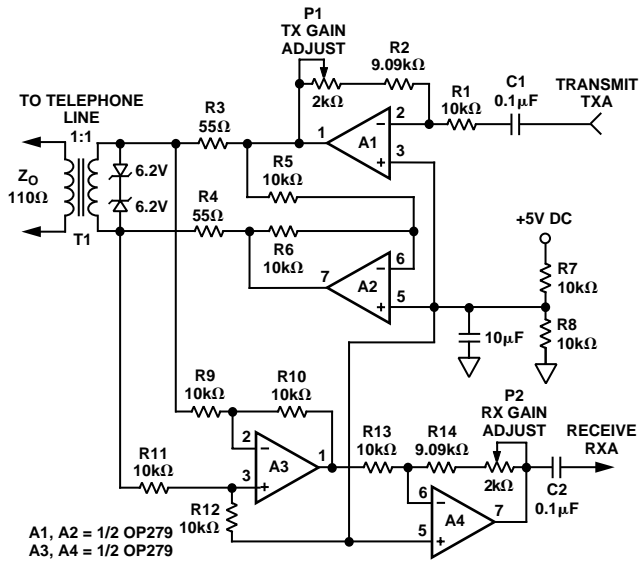 P1
TX GAIN
ADJUST
2kΩ
R2
9.09kΩ
R1
10kΩ
C1
0.1µF
TRANSMIT
TXA
TO TELEPHONE
LINE
1:1
ZO
110Ω
T1
6.2V
6.2V
R3
55Ω
1
A1
2
3
R5
10kΩ
R4
55Ω
R6
10kΩ
7
A2
6
5
+5V DC
R7
10kΩ
R8
10kΩ
10µF
R9
10kΩ
R10
10kΩ
R11
10kΩ
2
3
A3
1
R12
10kΩ
R13
10kΩ
R14
9.09kΩ
P2
RX GAIN
ADJUST
2kΩ
RECEIVE
RXA
C2
0.1µF
6
5
A4
7
A1, A2 = 1/2 OP279
A3, A4 = 1/2 OP279